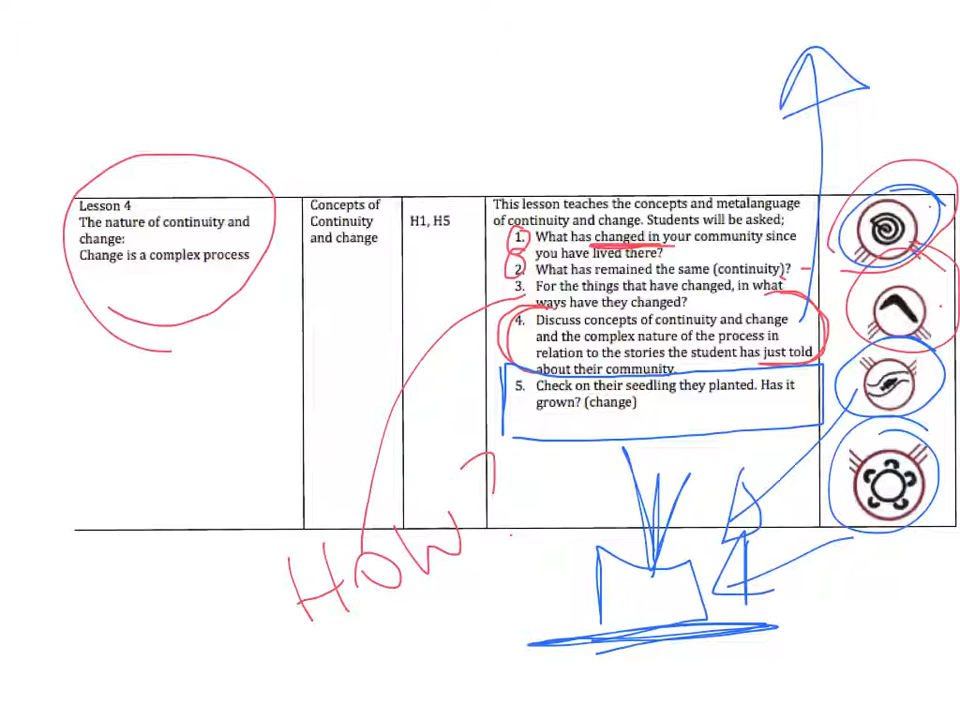 Lesson 4
The nature of continuity and
change:
Change is a complex process
Concepts of
Continuity
and change
H1, H5
This lesson teaches the concepts and metalanguage
of continuity and change. Students will be asked;
1. What has changed in your community since
you have lived there?
2. What has remained the same (continuity)?
3. For the things that have changed, in what
ways have they changed?
4. Discuss concepts of continuity and change
and the complex nature of the process in
relation to the stories the student has just told
about their community.
5. Check on their seedling they planted. Has it
grown? (change)
HOW ?